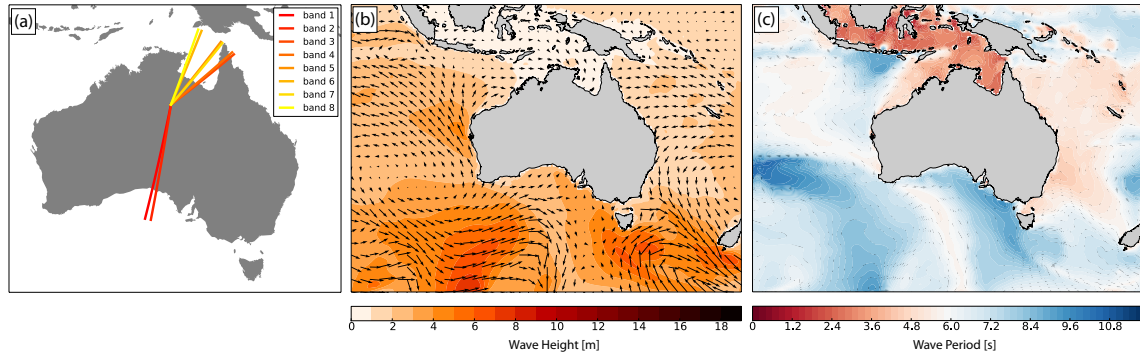 (a)
band 1
band 2
band 3
band 4
band 5
band 6
band 7
band 8
(b)
(c)
0 2 4 6 8 10 12 14 16 18
Wave Height [m]
0 1.2 2.4 3.6 4.8 6.0 7.2 8.4 9.6 10.8
Wave Period [s]